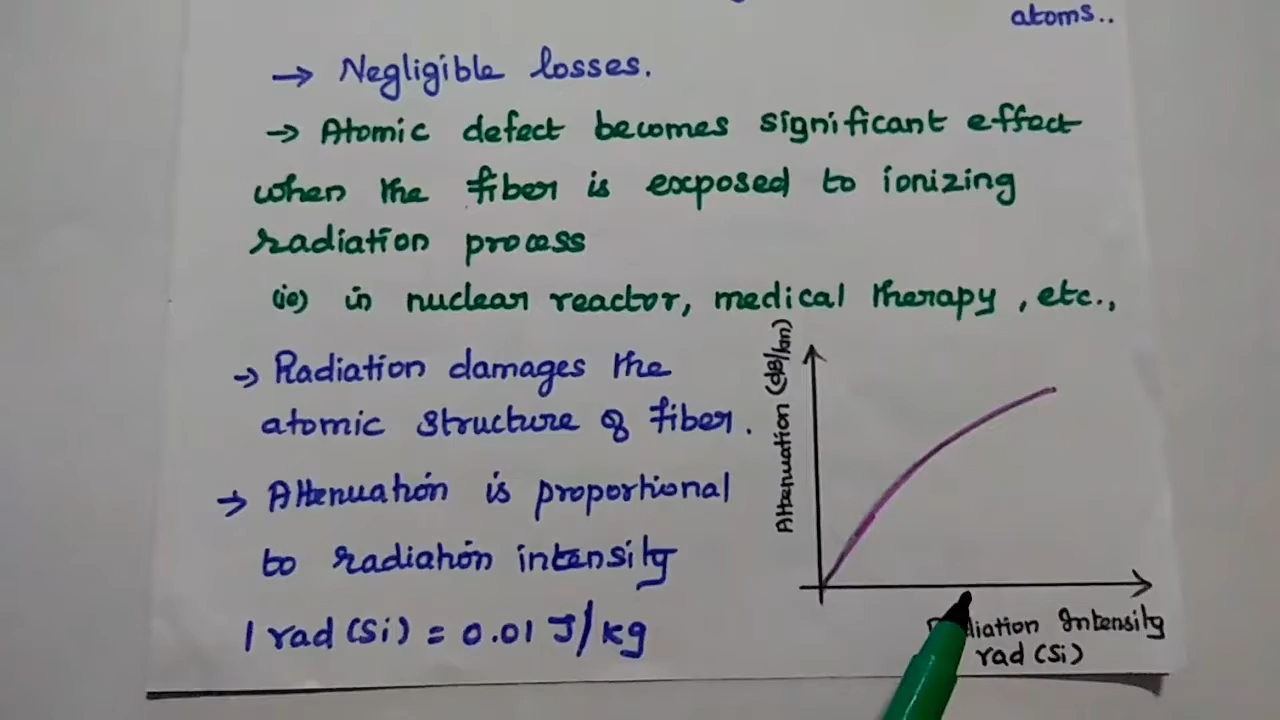 atoms..
→ Negligible losses.
→ Atomic defect becomes significant effect
when the fiber is exposed to ionizing
radiation process
(ie) in nuclear reactor, medical therapy, etc.,
→ Radiation damages the
atomic structure of fiber.
→ Attenuation is proportional
to radiation intensity
1 rad (Si) = 0.01 J/kg
Attenuation (dB/km)
Intensity
rad (Si)